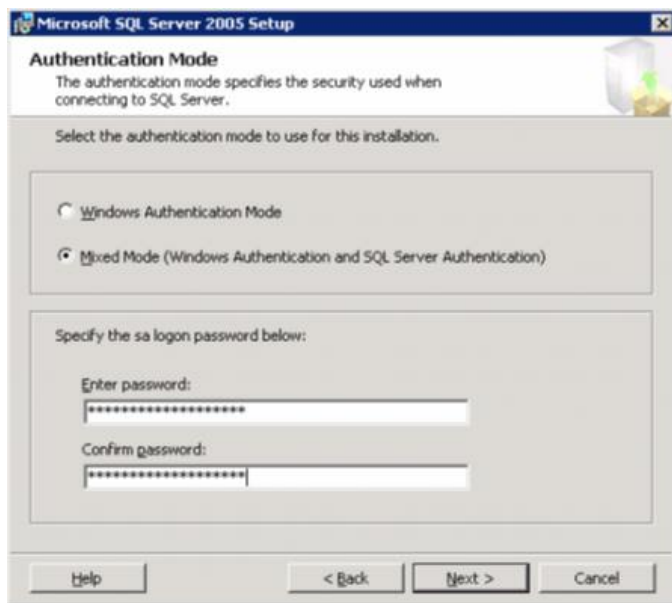 Microsoft SQL Server 2005 Setup
Authentication Mode
The authentication mode specifies the security used when
connecting to SQL Server.
Select the authentication mode to use for this installation.
Windows Authentication Mode
Mixed Mode (Windows Authentication and SQL Server Authentication)
Specify the sa logon password below:
Enter password:
*******************
Confirm password:
*******************
Help
< Back
Next >
Cancel